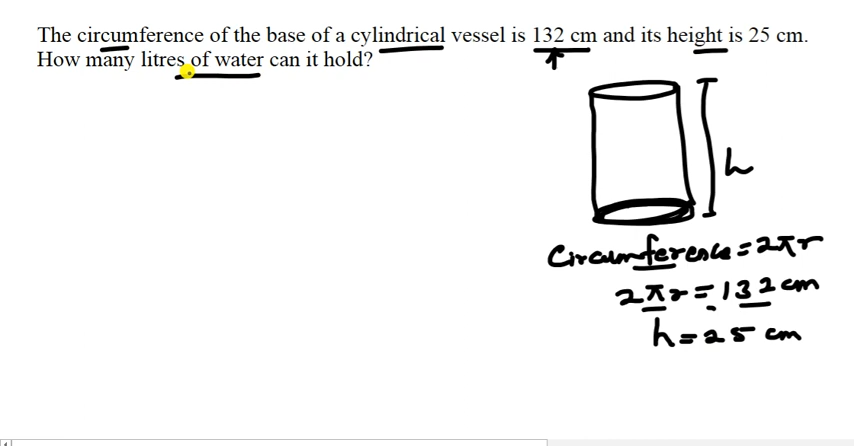 The circumference of the base of a cylindrical vessel is 132 cm and its height is 25 cm.
How many litres of water can it hold?
h
Circumference = 2πr
2πr = 132 cm
h = 25 cm